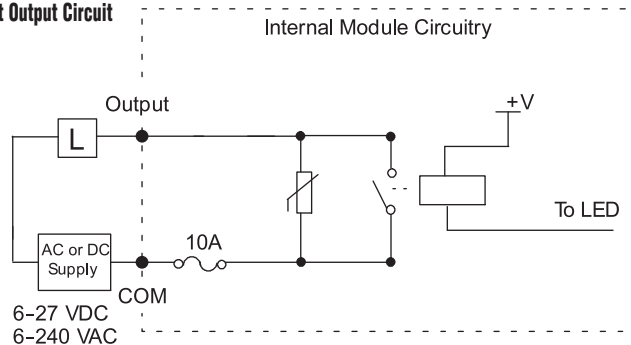 t Output Circuit
Internal Module Circuitry
Output
+V
L
To LED
AC or DC
Supply
10A
COM
6–27 VDC
6–240 VAC